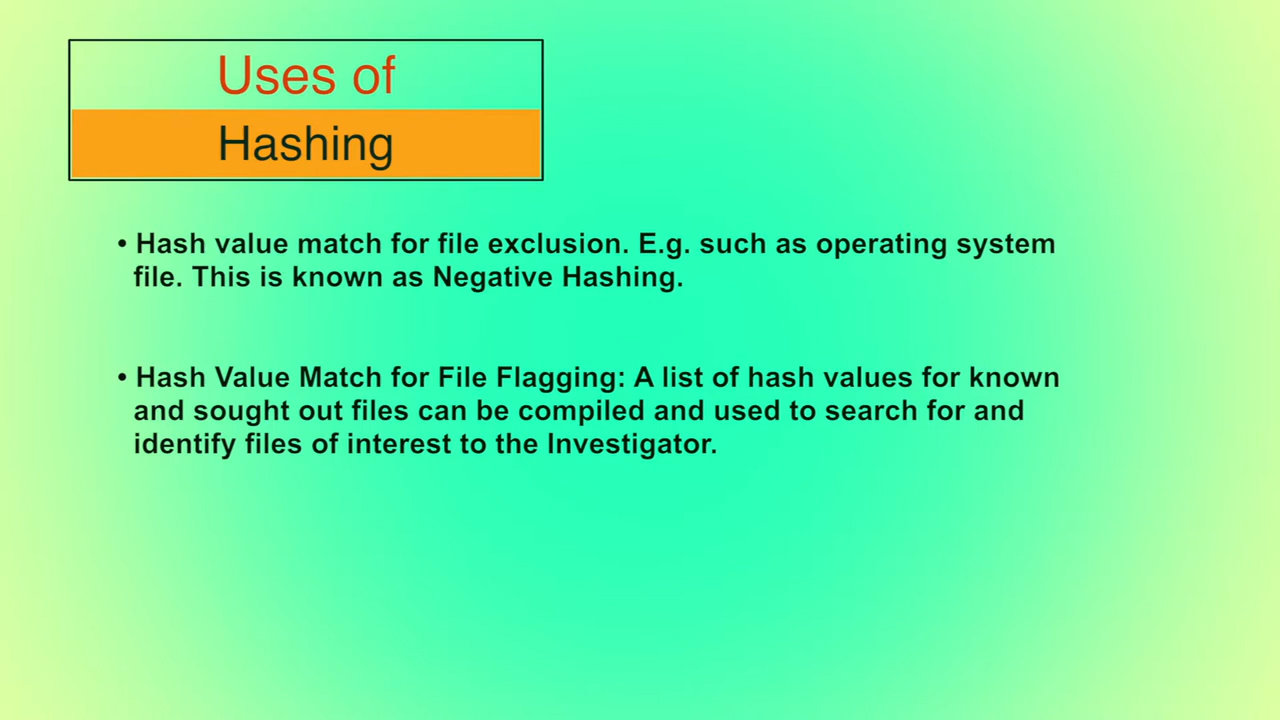 Uses of
Hashing
• Hash value match for file exclusion. E.g. such as operating system
file. This is known as Negative Hashing.
• Hash Value Match for File Flagging: A list of hash values for known
and sought out files can be compiled and used to search for and
identify files of interest to the Investigator.